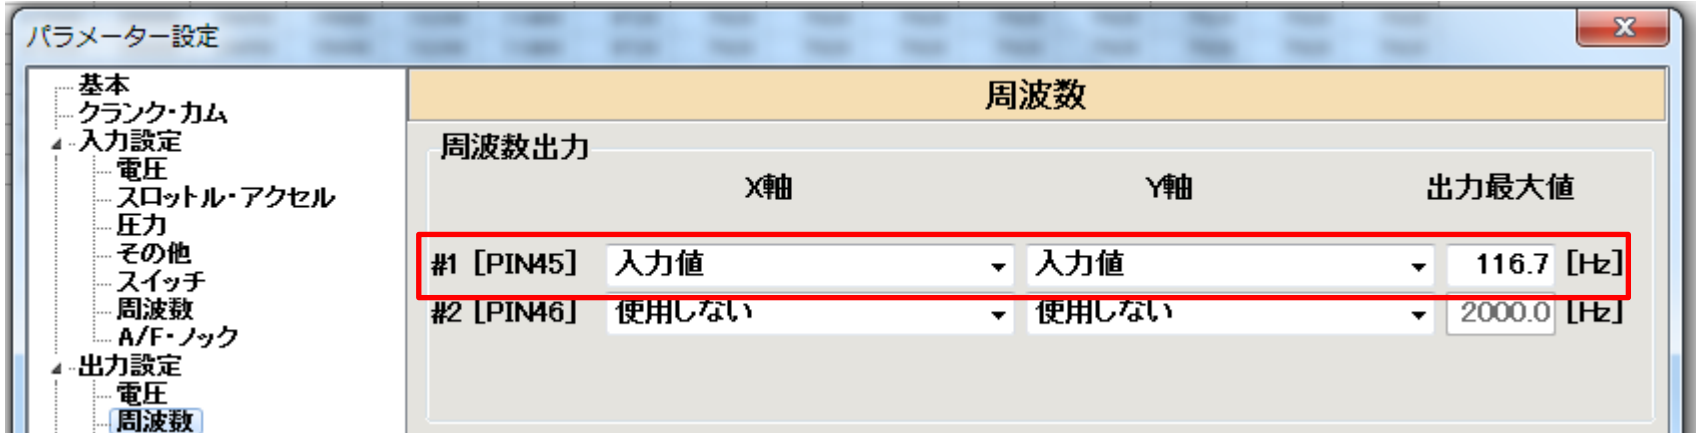 パラメーター設定
基本
クランク・カム
入力設定
電圧
スロットル・アクセル
圧力
その他
スイッチ
周波数
A/F・ノック
出力設定
電圧
周波数
周波数
周波数出力
X軸 Y軸 出力最大値
#1 [PIN45] 入力値 入力値 116.7 [Hz]
#2 [PIN46] 使用しない 使用しない 2000.0 [Hz]